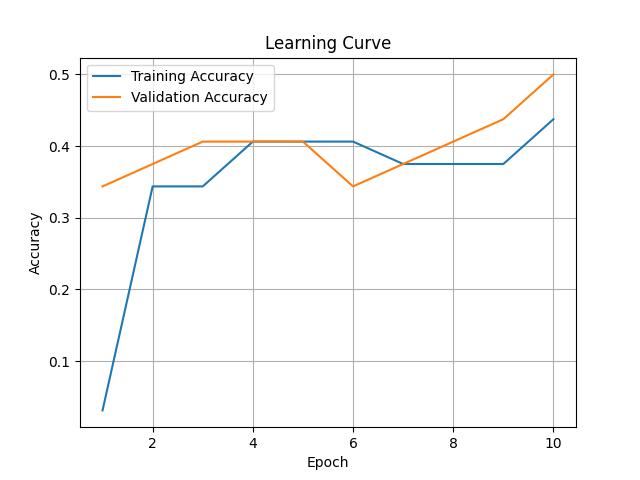 Learning Curve
Training Accuracy
Validation Accuracy
0.5
0.4
0.3
0.2
0.1
Accuracy
2 4 6 8 10
Epoch